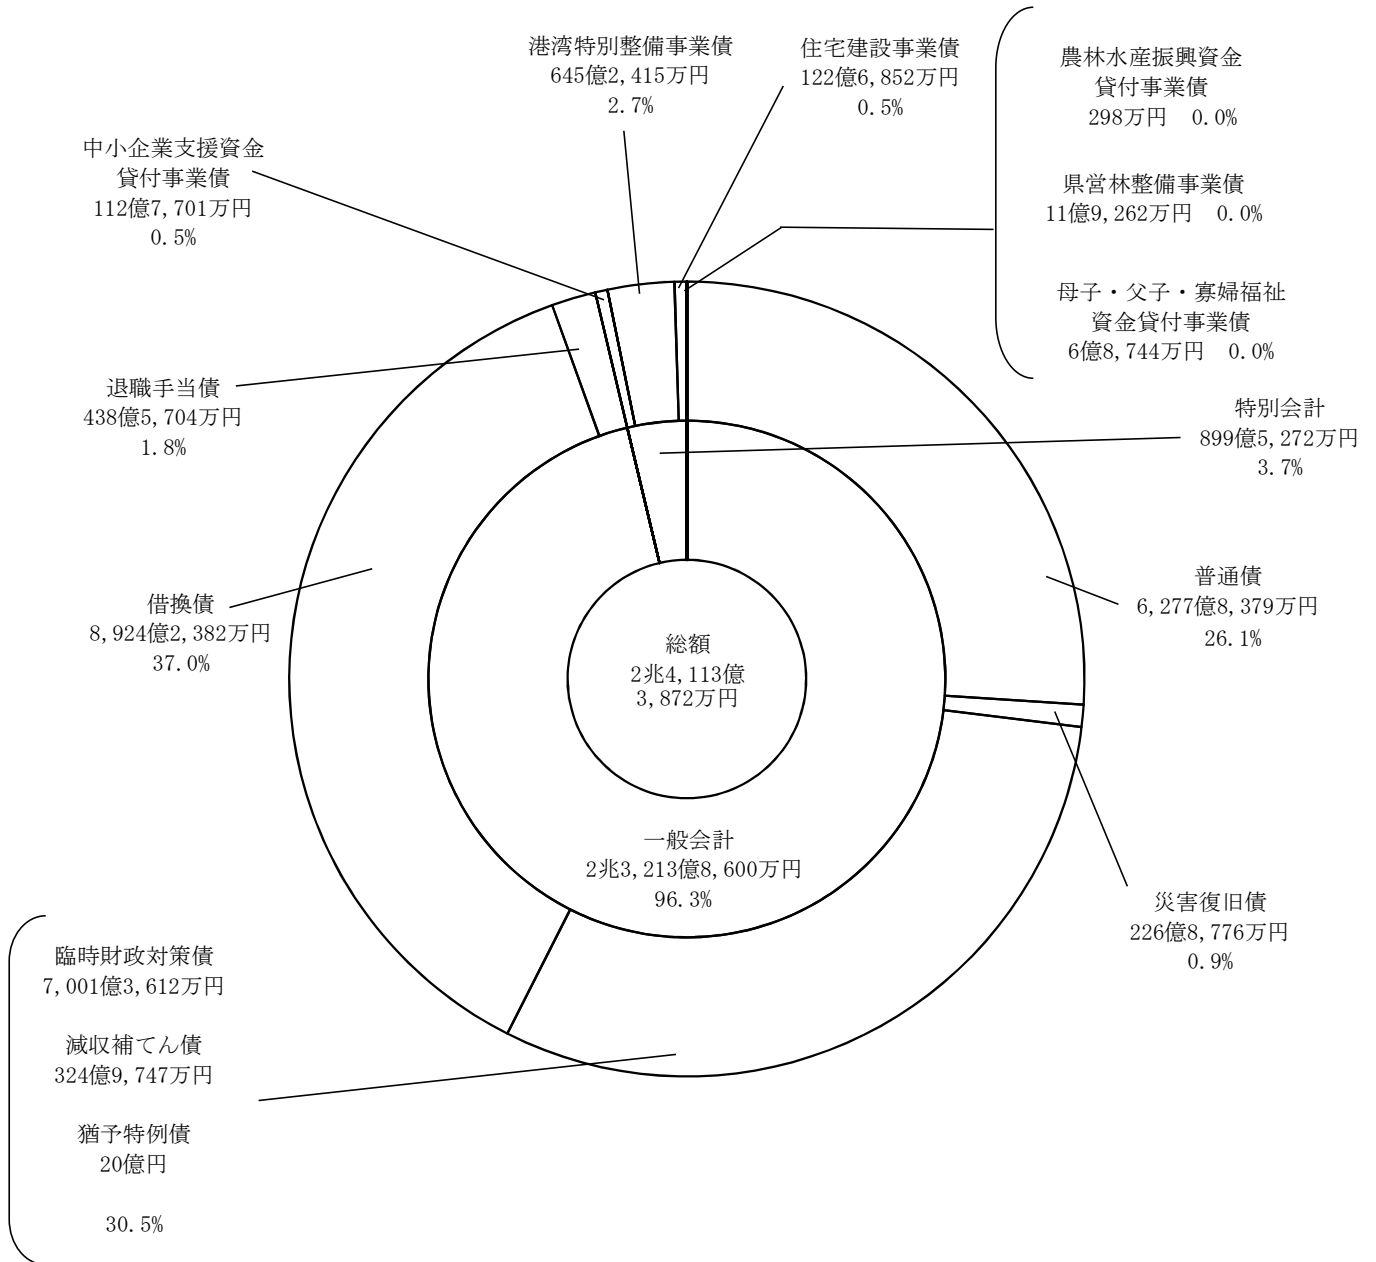 港湾特別整備事業債
645億2,415万円
2.7%
住宅建設事業債
122億6,852万円
0.5%
農林水産振興資金
貸付事業債
298万円 0.0%
県営林整備事業債
11億9,262万円 0.0%
母子・父子・寡婦福祉
資金貸付事業債
6億8,744万円 0.0%
中小企業支援資金
貸付事業債
112億7,701万円
0.5%
退職手当債
438億5,704万円
1.8%
特別会計
899億5,272万円
3.7%
借換債
8,924億2,382万円
37.0%
普通債
6,277億8,379万円
26.1%
総額
2兆4,113億
3,872万円
一般会計
2兆3,213億8,600万円
96.3%
災害復旧債
226億8,776万円
0.9%
臨時財政対策債
7,001億3,612万円
減収補てん債
324億9,747万円
猶予特例債
20億円
30.5%